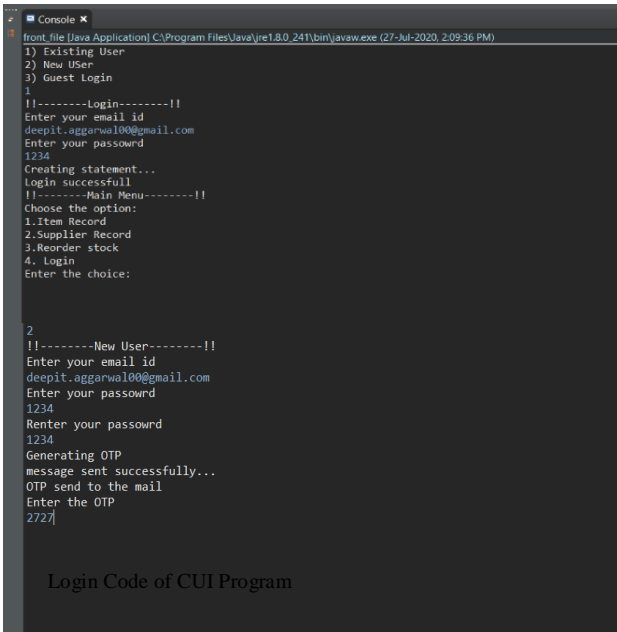 Console
front_file [Java Application] C:\Program Files\Java\jre1.8.0_241\bin\javaw.exe (27-Jul-2020, 2:09:36 PM)
1) Existing User
2) New USer
3) Guest Login
1
!!--------Login--------!!
Enter your email id
deepit.aggarwal00@gmail.com
Enter your passowrd
1234
Creating statement...
Login successfull
!!--------Main Menu--------!!
Choose the option:
1.Item Record
2.Supplier Record
3.Reorder stock
4. Login
Enter the choice:
2
!!--------New User--------!!
Enter your email id
deepit.aggarwal00@gmail.com
Enter your passowrd
1234
Renter your passowrd
1234
Generating OTP
message sent successfully...
OTP send to the mail
Enter the OTP
2727
Login Code of CUI Program